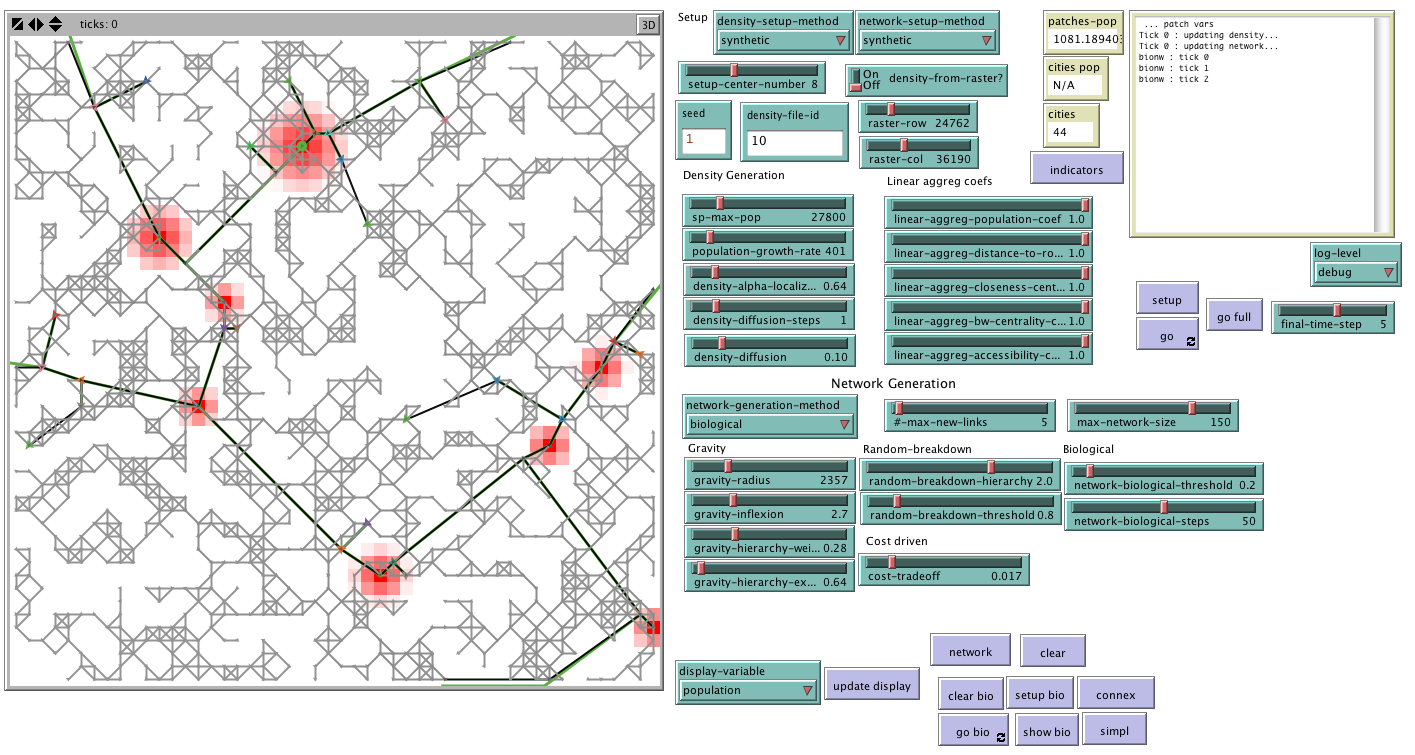 ticks: 0
3D
Setup
density-setup-method
synthetic
network-setup-method
synthetic
setup-center-number 8
On
Off
density-from-raster?
seed
1
density-file-id
10
raster-row 24762
raster-col 36190
patches-pop
1081.18940
cities pop
N/A
cities
44
indicators
... patch vars
Tick 0 : updating density...
Tick 0 : updating network...
bionw : tick 0
bionw : tick 1
bionw : tick 2
log-level
debug
setup
go
go full
final-time-step 5
Density Generation
sp-max-pop 27800
population-growth-rate 401
density-alpha-localiz... 0.64
density-diffusion-steps 1
density-diffusion 0.10
Linear aggreg coefs
linear-aggreg-population-coef 1.0
linear-aggreg-distance-to-ro... 1.0
linear-aggreg-closeness-cent... 1.0
linear-aggreg-bw-centrality-c... 1.0
linear-aggreg-accessibility-c... 1.0
Network Generation
network-generation-method
biological
#-max-new-links 5
max-network-size 150
Gravity
gravity-radius 2357
gravity-inflexion 2.7
gravity-hierarchy-wei... 0.28
gravity-hierarchy-ex... 0.64
Random-breakdown
random-breakdown-hierarchy 2.0
random-breakdown-threshold 0.8
Biological
network-biological-threshold 0.2
network-biological-steps 50
Cost driven
cost-tradeoff 0.017
display-variable
population
update display
network
clear
clear bio
setup bio
connex
go bio
show bio
simpl